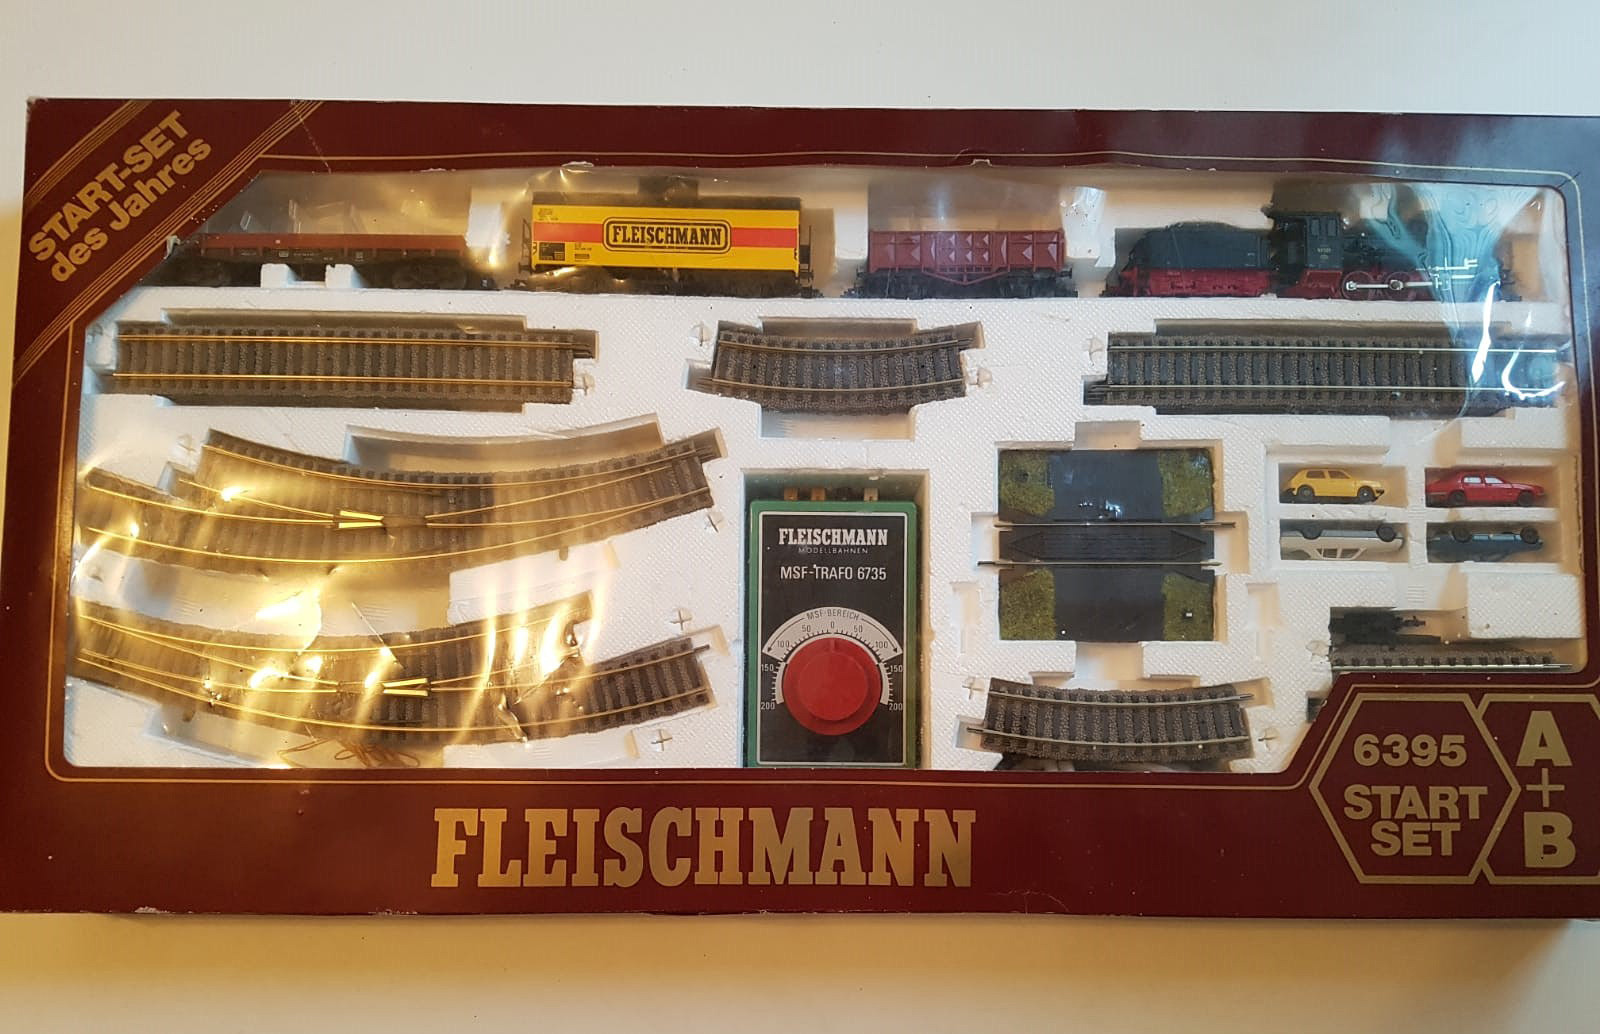 START-SET
des Jahres
FLEISCHMANN
FLEISCHMANN
MODELLBAHNEN
MSF-TRAFO 6735
MSF-BEREICH
200 150 100 50 0 50 100 150 200
6395
START
SET
A
+
B
FLEISCHMANN